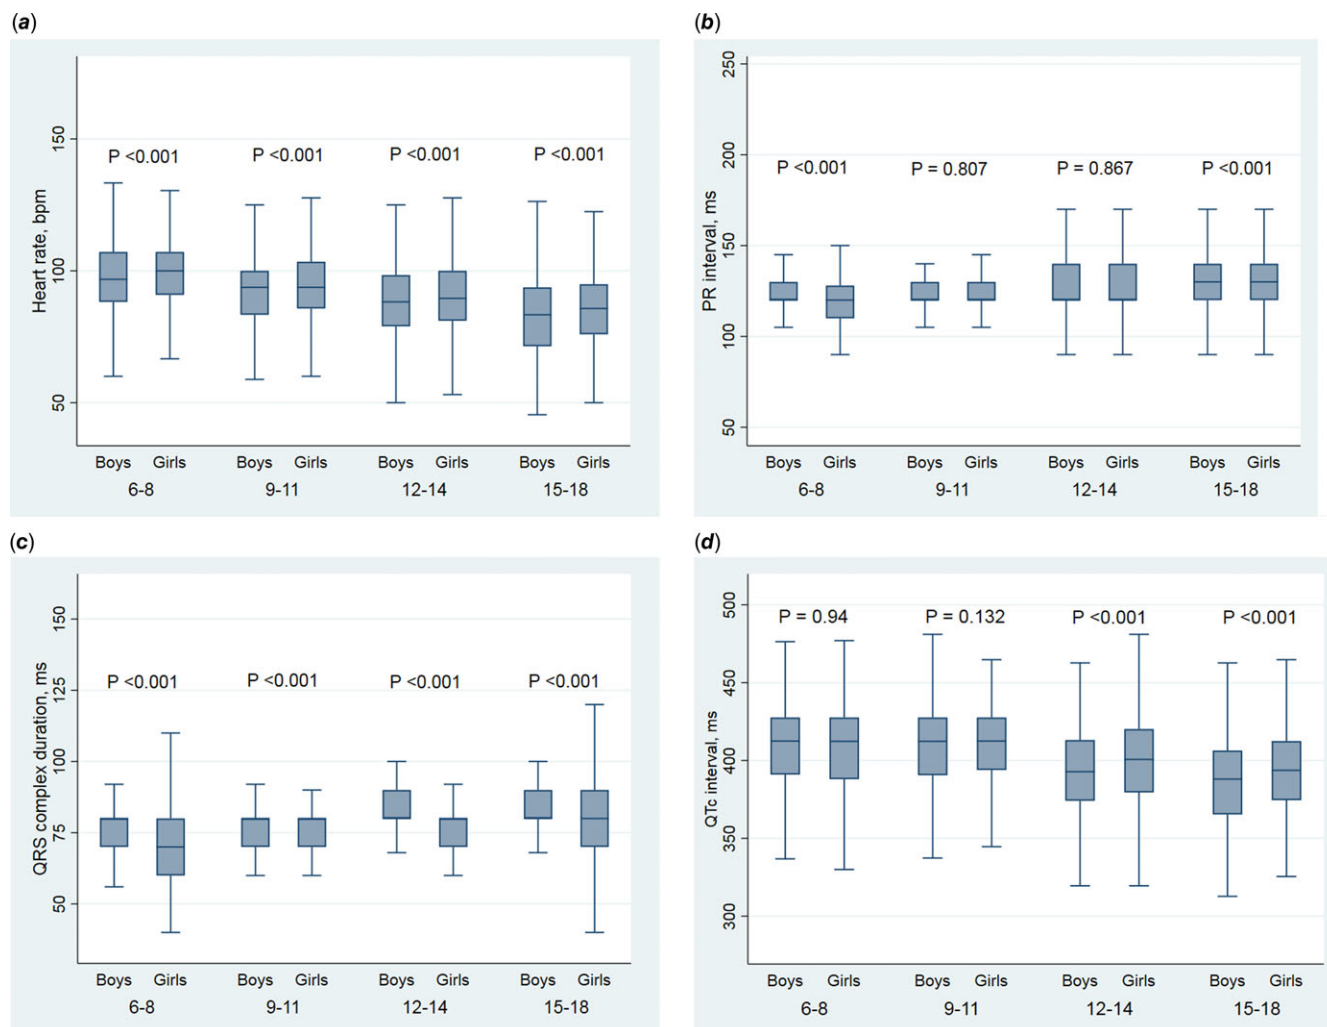 (a)
Heart rate, bpm
150
100
50
P <0.001 P <0.001 P <0.001 P <0.001
Boys Girls Boys Girls Boys Girls Boys Girls
6-8 9-11 12-14 15-18
(b)
PR interval, ms
250
200
150
100
50
P <0.001 P = 0.807 P = 0.867 P <0.001
Boys Girls Boys Girls Boys Girls Boys Girls
6-8 9-11 12-14 15-18
(c)
QRS complex duration, ms
150
125
100
75
50
P <0.001 P <0.001 P <0.001 P <0.001
Boys Girls Boys Girls Boys Girls Boys Girls
6-8 9-11 12-14 15-18
(d)
QTc interval, ms
500
450
400
350
300
P = 0.94 P = 0.132 P <0.001 P <0.001
Boys Girls Boys Girls Boys Girls Boys Girls
6-8 9-11 12-14 15-18